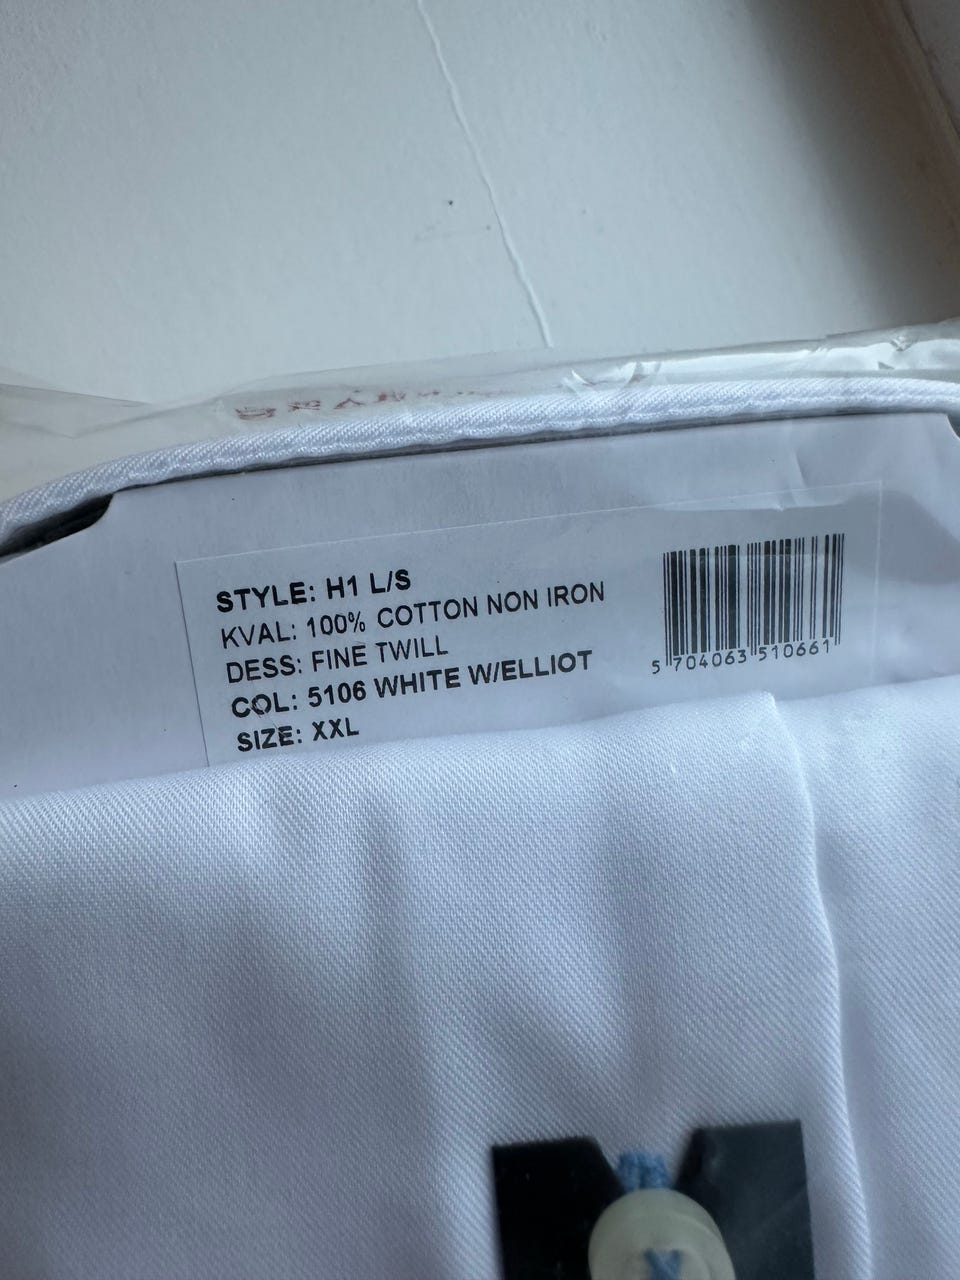 STYLE: H1 L/S
KVAL: 100% COTTON NON IRON
DESS: FINE TWILL
COL: 5106 WHITE W/ELLIOT
SIZE: XXL
5 704063 510661